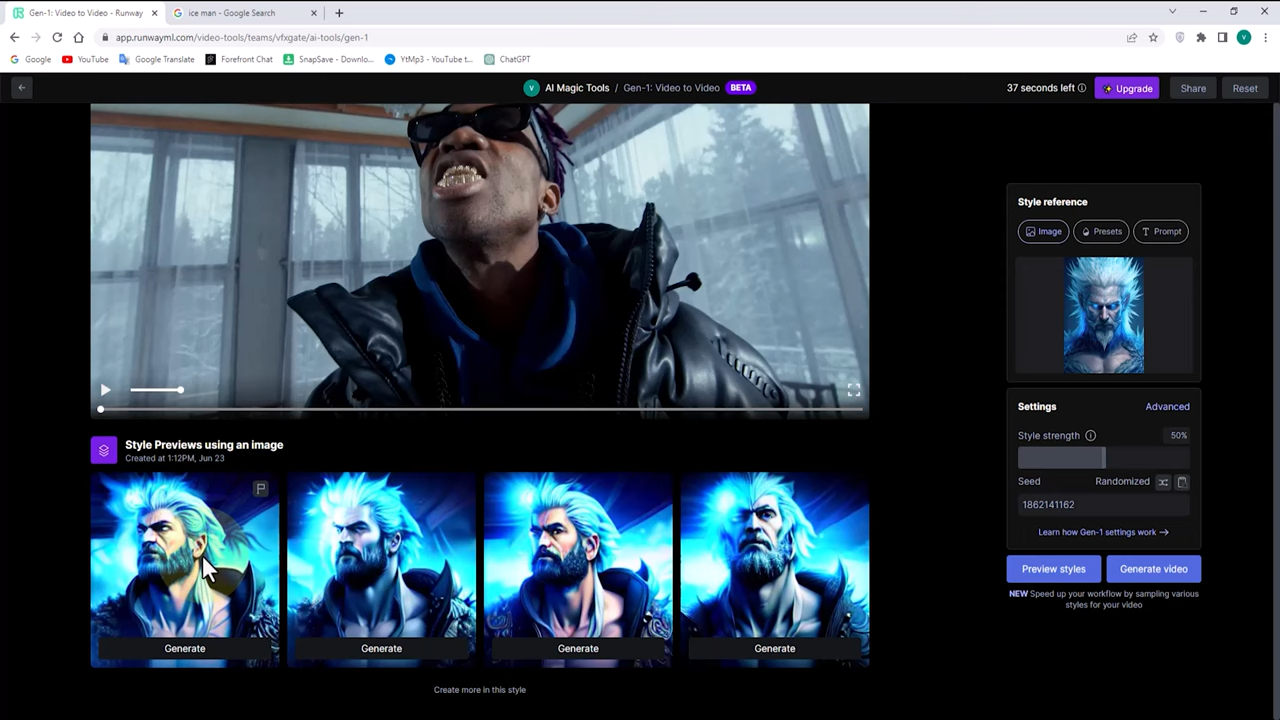 Gen-1: Video to Video - Runway
ice man - Google Search
app.runwayml.com/video-tools/teams/vfxgate/ai-tools/gen-1
V
Google
YouTube
Google Translate
Forefront Chat
SnapSave - Downlo...
YtMp3 - YouTube t...
ChatGPT
V
AI Magic Tools / Gen-1: Video to Video BETA
37 seconds left
Upgrade
Share
Reset
Style reference
Image
Presets
Prompt
Settings
Advanced
Style strength
50%
Seed
Randomized
1862141162
Learn how Gen-1 settings work →
Preview styles
Generate video
NEW Speed up your workflow by sampling various
styles for your video
Style Previews using an image
Created at 1:12PM, Jun 23
Generate
Generate
Generate
Generate
Create more in this style